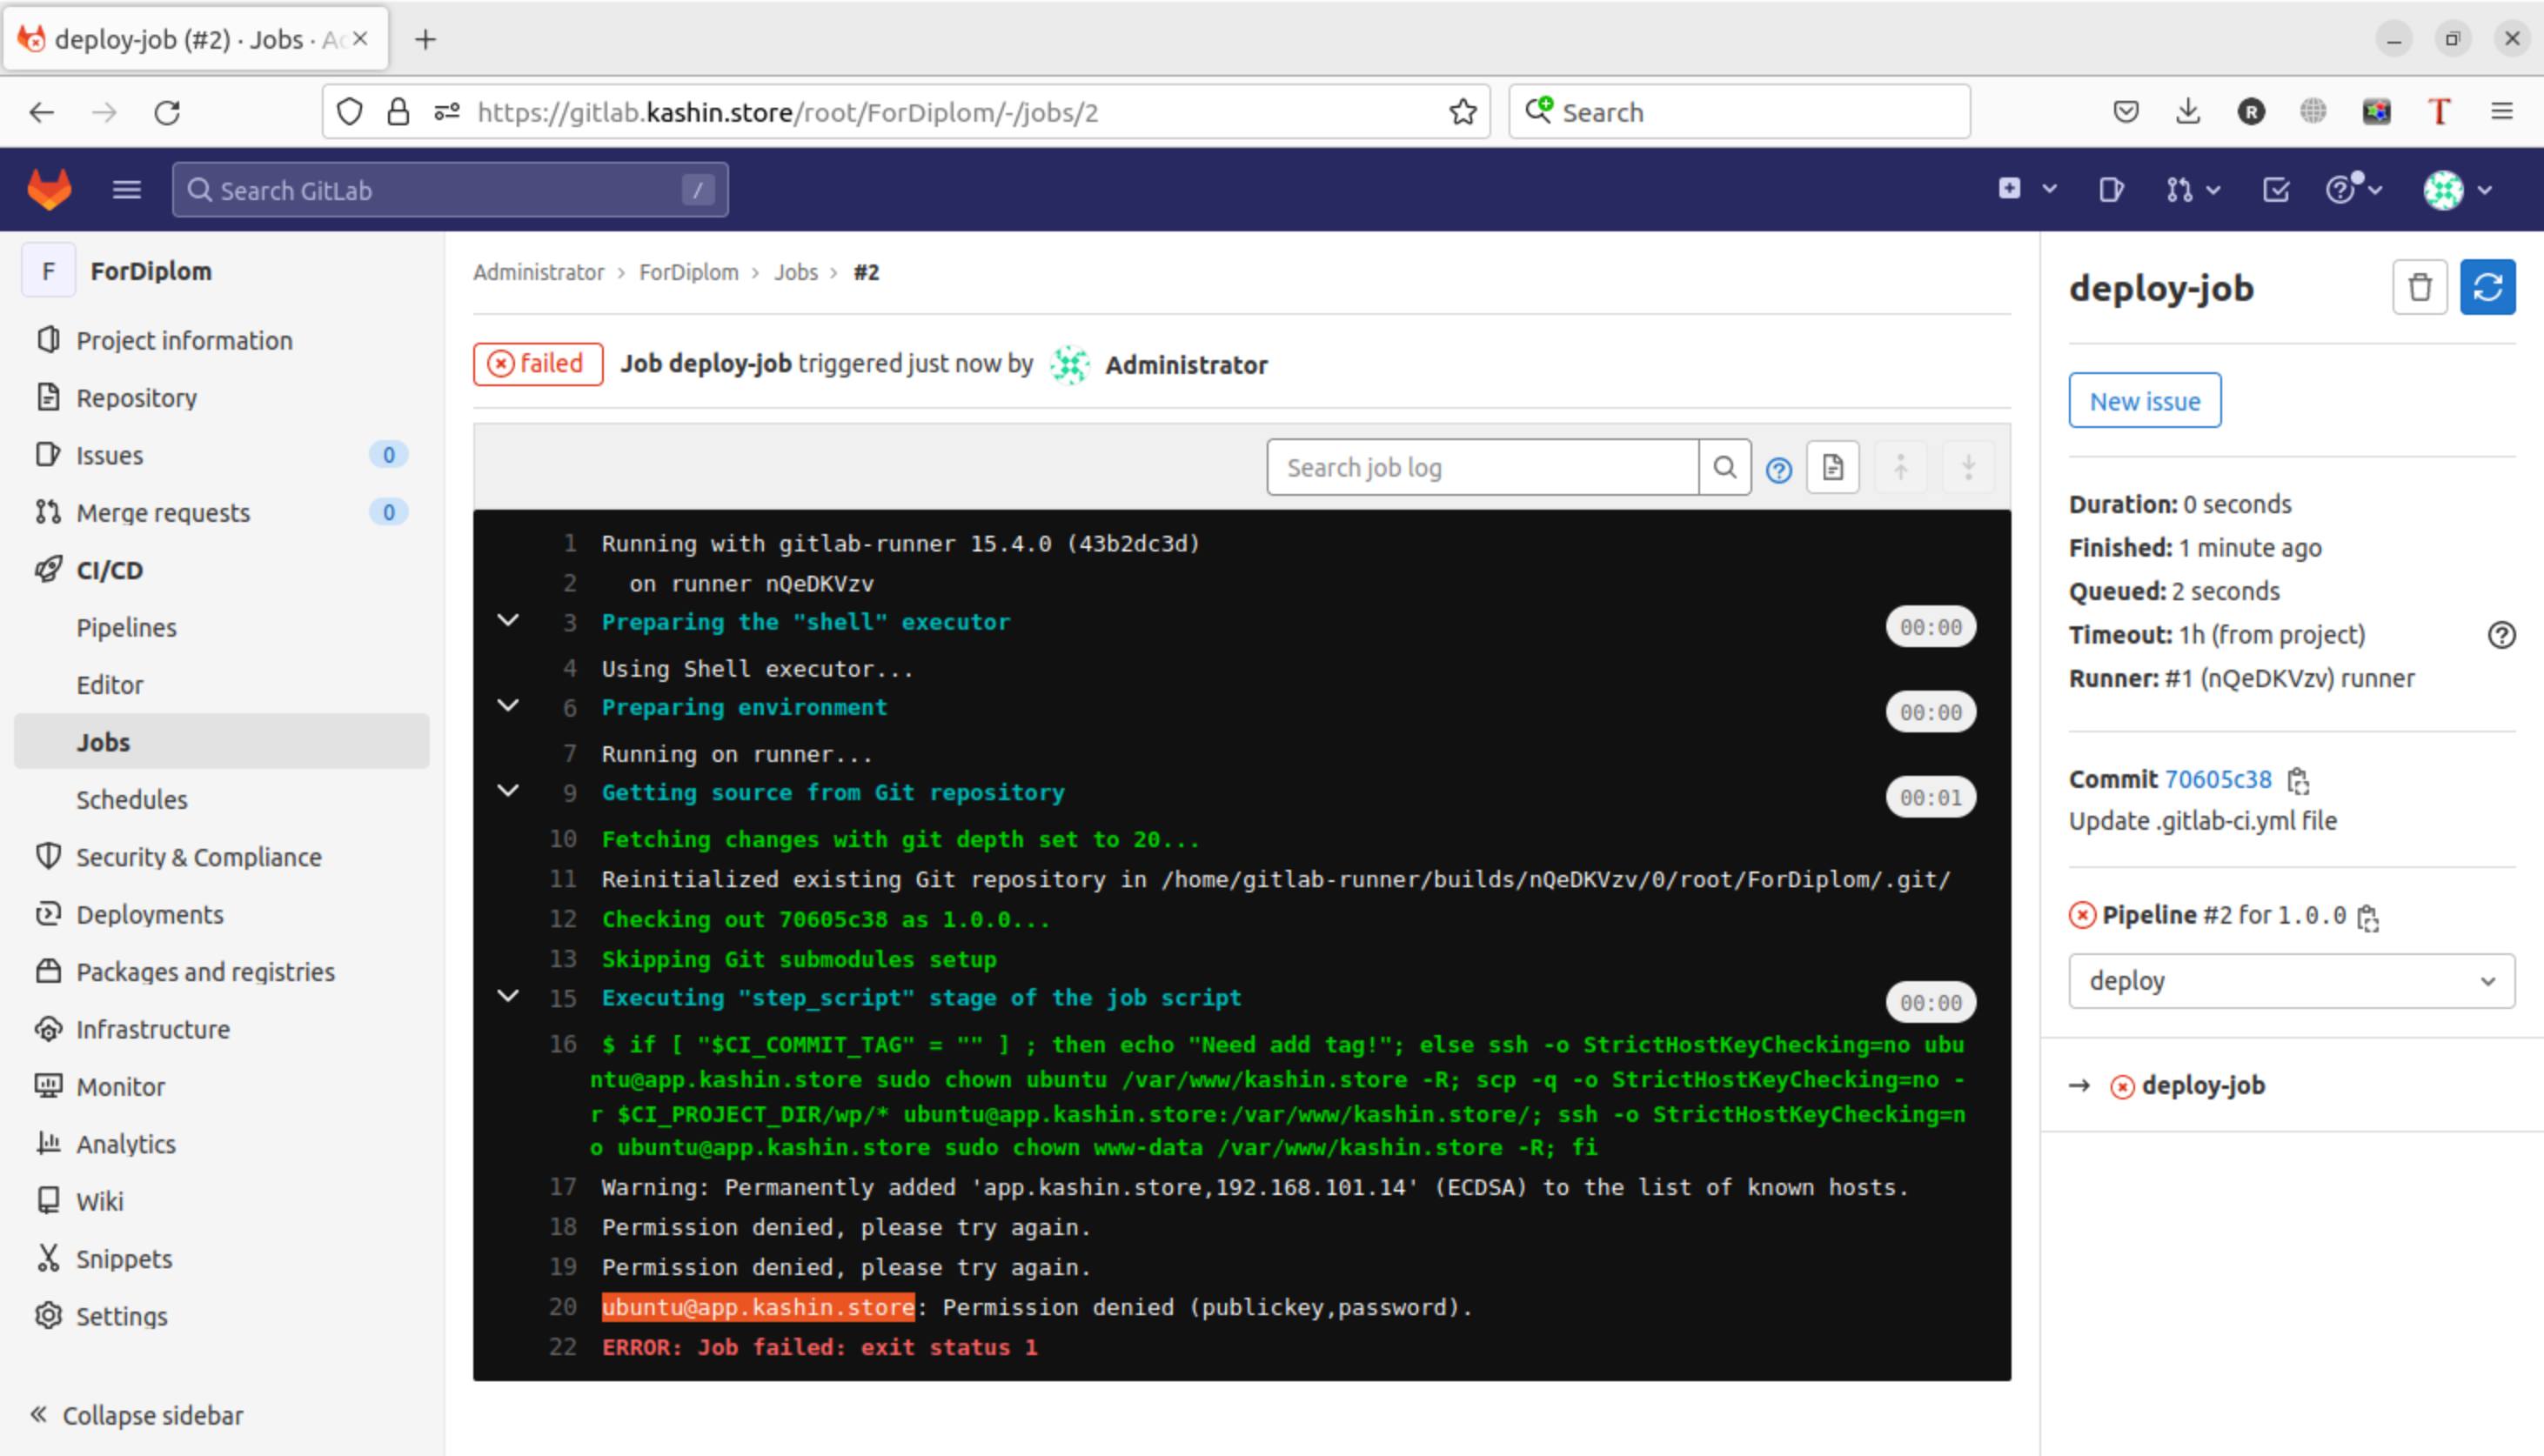 deploy-job (#2) · Jobs · Ac
https://gitlab.kashin.store/root/ForDiplom/-/jobs/2
Search
R
T
Search GitLab
/
F
ForDiplom
Project information
Repository
Issues
0
Merge requests
0
CI/CD
Pipelines
Editor
Jobs
Schedules
Security & Compliance
Deployments
Packages and registries
Infrastructure
Monitor
Analytics
Wiki
Snippets
Settings
Collapse sidebar
Administrator › ForDiplom › Jobs › #2
failed
Job deploy-job triggered just now by Administrator
Search job log
1 Running with gitlab-runner 15.4.0 (43b2dc3d)
2 on runner nQeDKVzv
3 Preparing the "shell" executor
00:00
4 Using Shell executor...
6 Preparing environment
00:00
7 Running on runner...
9 Getting source from Git repository
00:01
10 Fetching changes with git depth set to 20...
11 Reinitialized existing Git repository in /home/gitlab-runner/builds/nQeDKVzv/0/root/ForDiplom/.git/
12 Checking out 70605c38 as 1.0.0...
13 Skipping Git submodules setup
15 Executing "step_script" stage of the job script
00:00
16 $ if [ "$CI_COMMIT_TAG" = "" ] ; then echo "Need add tag!"; else ssh -o StrictHostKeyChecking=no ubu
ntu@app.kashin.store sudo chown ubuntu /var/www/kashin.store -R; scp -q -o StrictHostKeyChecking=no -
r $CI_PROJECT_DIR/wp/* ubuntu@app.kashin.store:/var/www/kashin.store/; ssh -o StrictHostKeyChecking=n
o ubuntu@app.kashin.store sudo chown www-data /var/www/kashin.store -R; fi
17 Warning: Permanently added 'app.kashin.store,192.168.101.14' (ECDSA) to the list of known hosts.
18 Permission denied, please try again.
19 Permission denied, please try again.
20 ubuntu@app.kashin.store: Permission denied (publickey,password).
22 ERROR: Job failed: exit status 1
deploy-job
New issue
Duration: 0 seconds
Finished: 1 minute ago
Queued: 2 seconds
Timeout: 1h (from project)
Runner: #1 (nQeDKVzv) runner
Commit 70605c38
Update .gitlab-ci.yml file
Pipeline #2 for 1.0.0
deploy
→ deploy-job